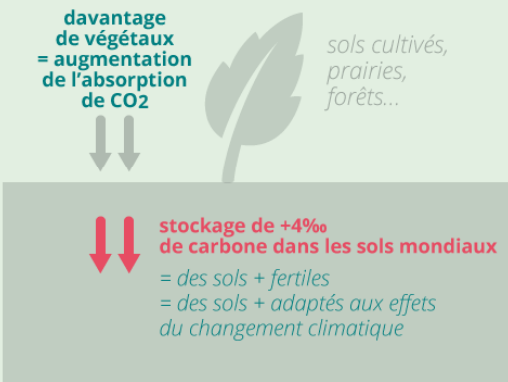 davantage
de végétaux
= augmentation
de l'absorption
de CO2
sols cultivés,
prairies,
forêts...
stockage de +4‰
de carbone dans les sols mondiaux
= des sols + fertiles
= des sols + adaptés aux effets
du changement climatique